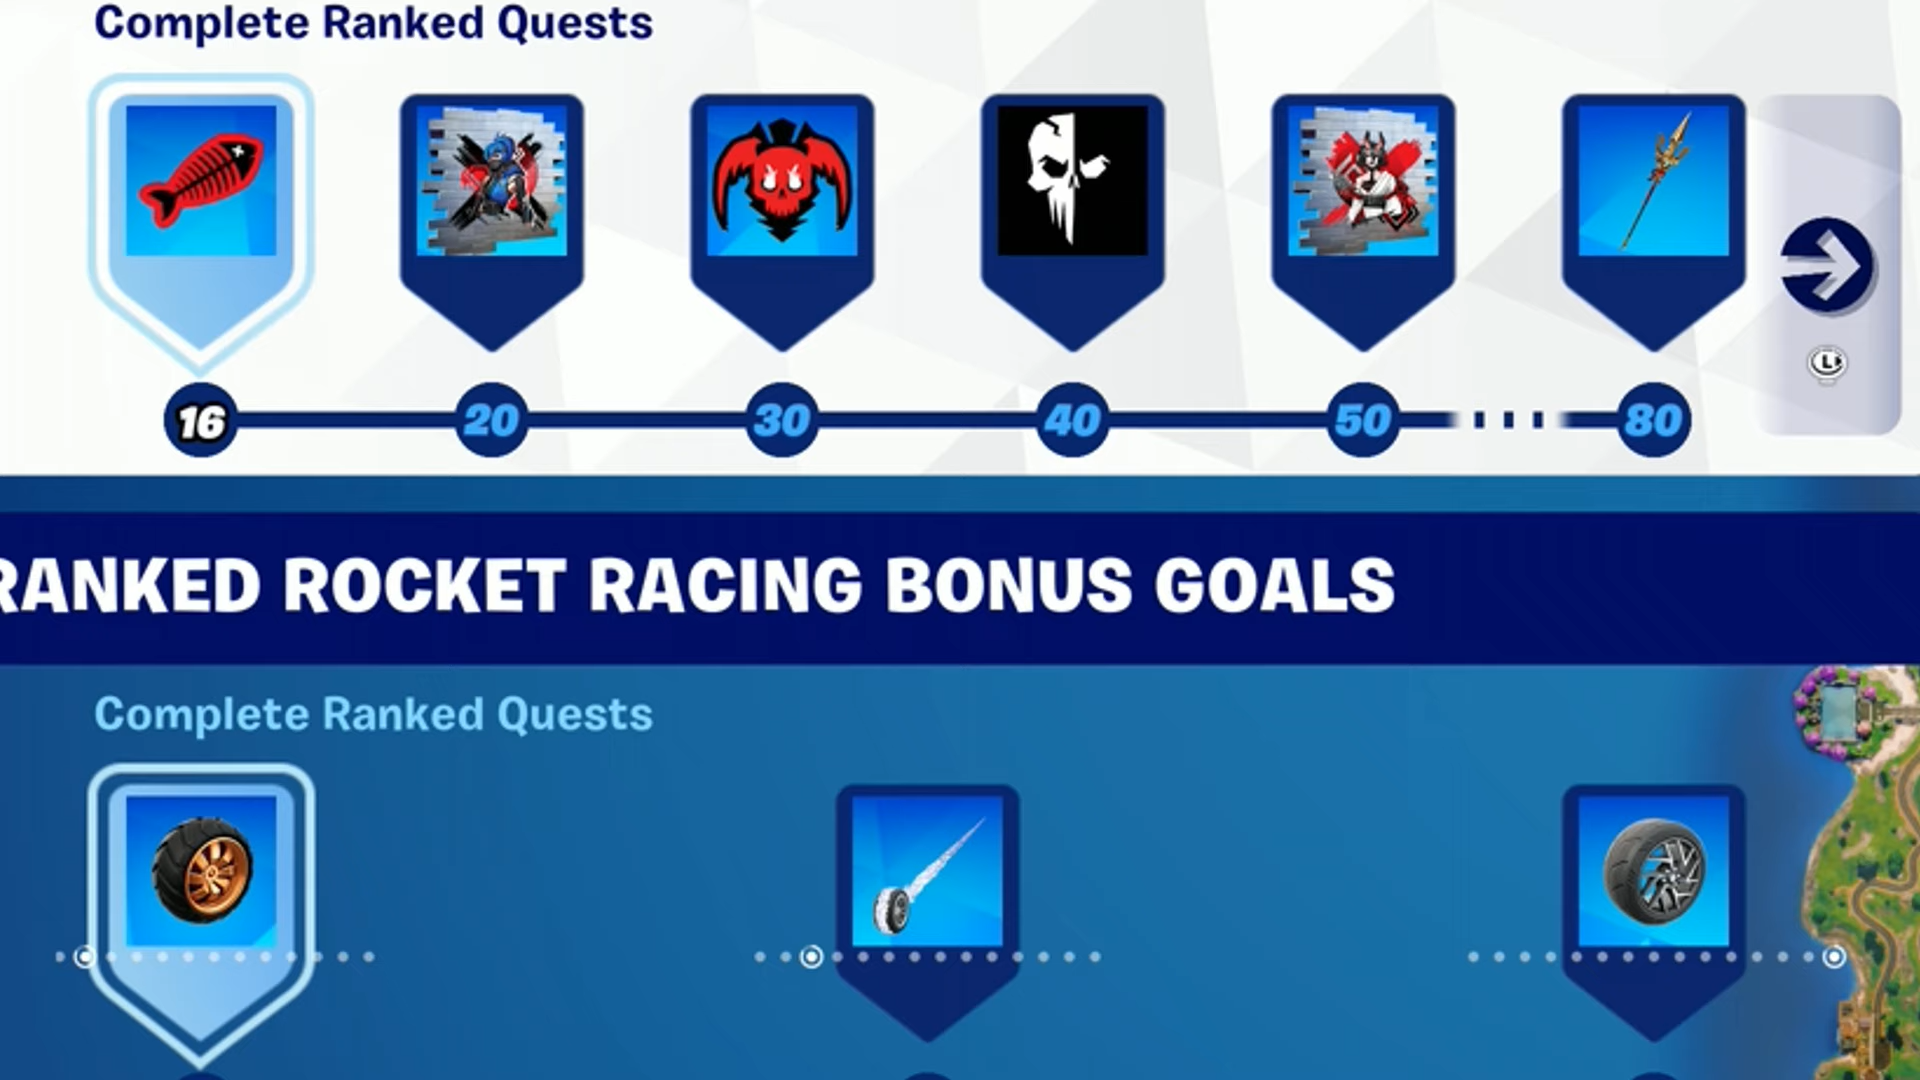 Complete Ranked Quests
16 20 30 40 50 80
L
RANKED ROCKET RACING BONUS GOALS
Complete Ranked Quests